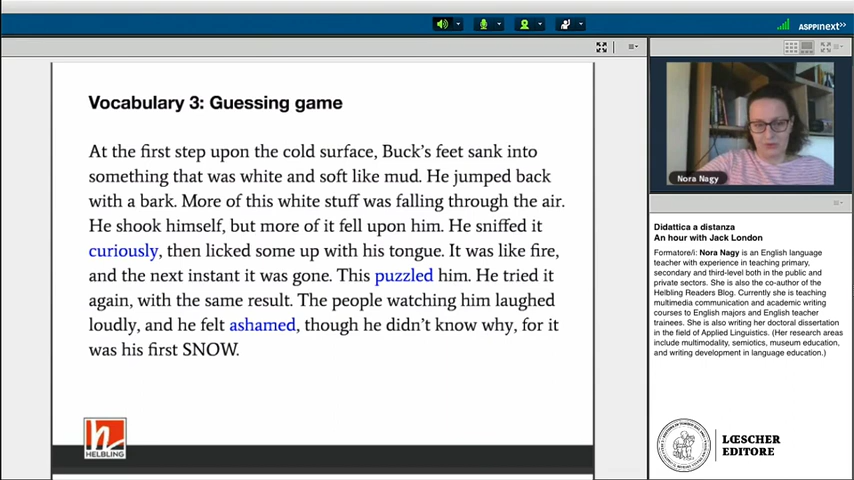 ASPPInext»
Vocabulary 3: Guessing game
At the first step upon the cold surface, Buck's feet sank into
something that was white and soft like mud. He jumped back
with a bark. More of this white stuff was falling through the air.
He shook himself, but more of it fell upon him. He sniffed it
curiously, then licked some up with his tongue. It was like fire,
and the next instant it was gone. This puzzled him. He tried it
again, with the same result. The people watching him laughed
loudly, and he felt ashamed, though he didn't know why, for it
was his first SNOW.
h
HELBLING
Nora Nagy
Didattica a distanza
An hour with Jack London
Formatore/i: Nora Nagy is an English language
teacher with experience in teaching primary,
secondary and third-level both in the public and
private sectors. She is also the co-author of the
Helbling Readers Blog. Currently she is teaching
multimedia communication and academic writing
courses to English majors and English teacher
trainees. She is also writing her doctoral dissertation
in the field of Applied Linguistics. (Her research areas
include multimodality, semiotics, museum education,
and writing development in language education.)
LŒSCHER
EDITORE